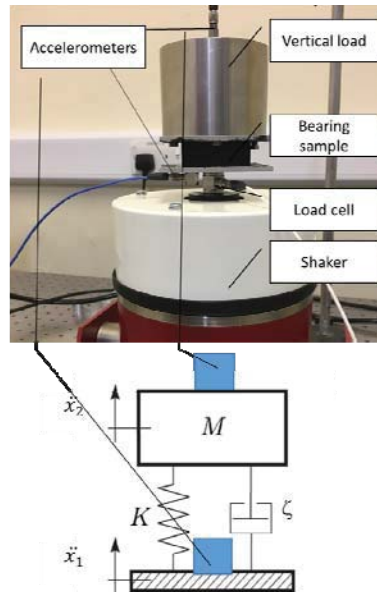 Accelerometers
Vertical load
Bearing
sample
Load cell
Shaker
ẍ₂
M
K
ζ
ẍ₁